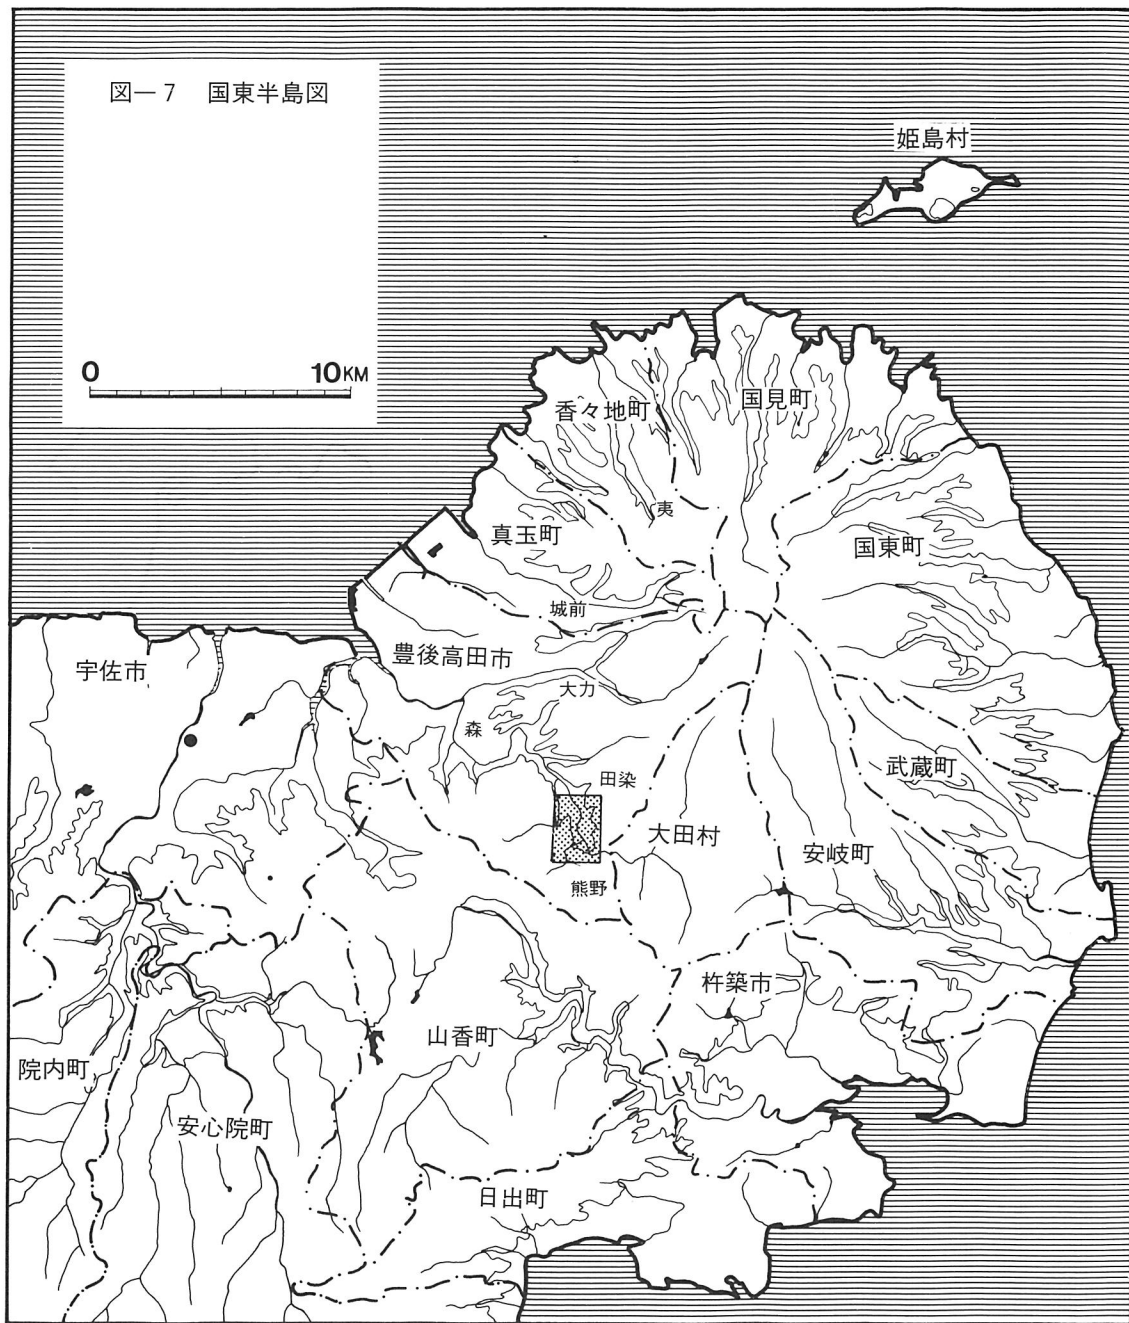 図—7 国東半島図
0 10KM
姫島村
国見町
香々地町
夷
真玉町
国東町
城前
豊後高田市
宇佐市
大力
森
武蔵町
田染
大田村
安岐町
熊野
杵築市
山香町
院内町
安心院町
日出町